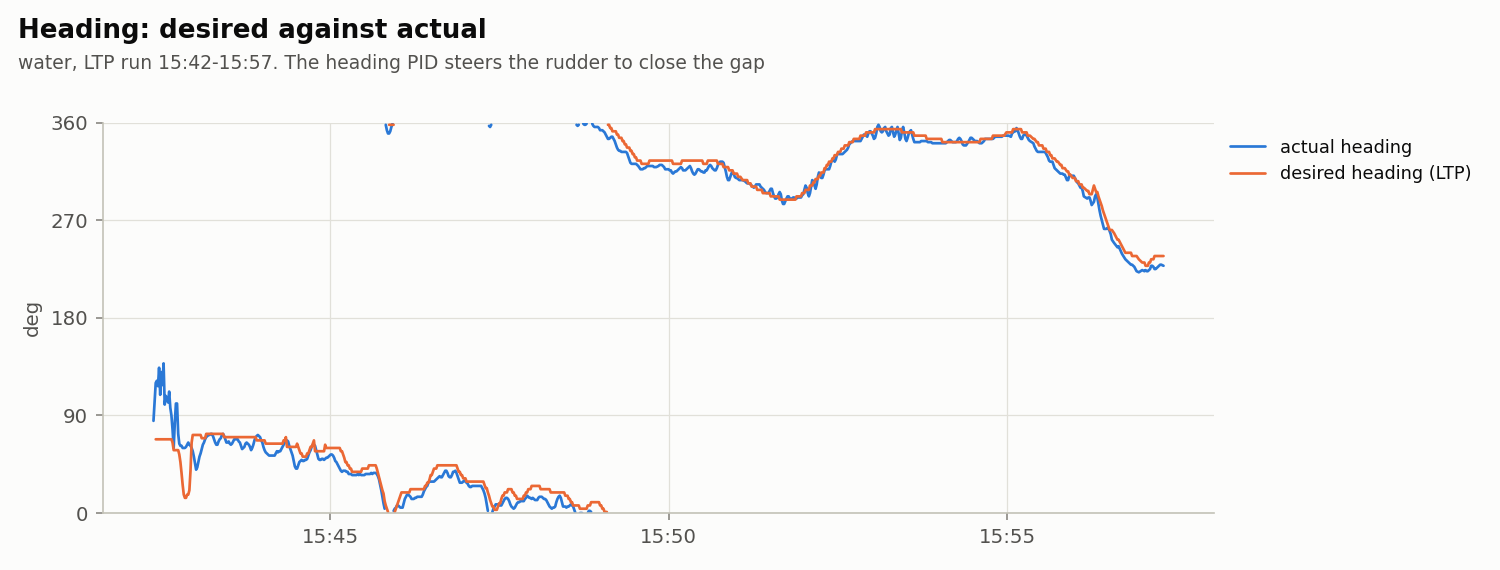 Heading: desired against actual
water, LTP run 15:42-15:57. The heading PID steers the rudder to close the gap
360
270
180
90
0
deg
15:45
15:50
15:55
actual heading
desired heading (LTP)